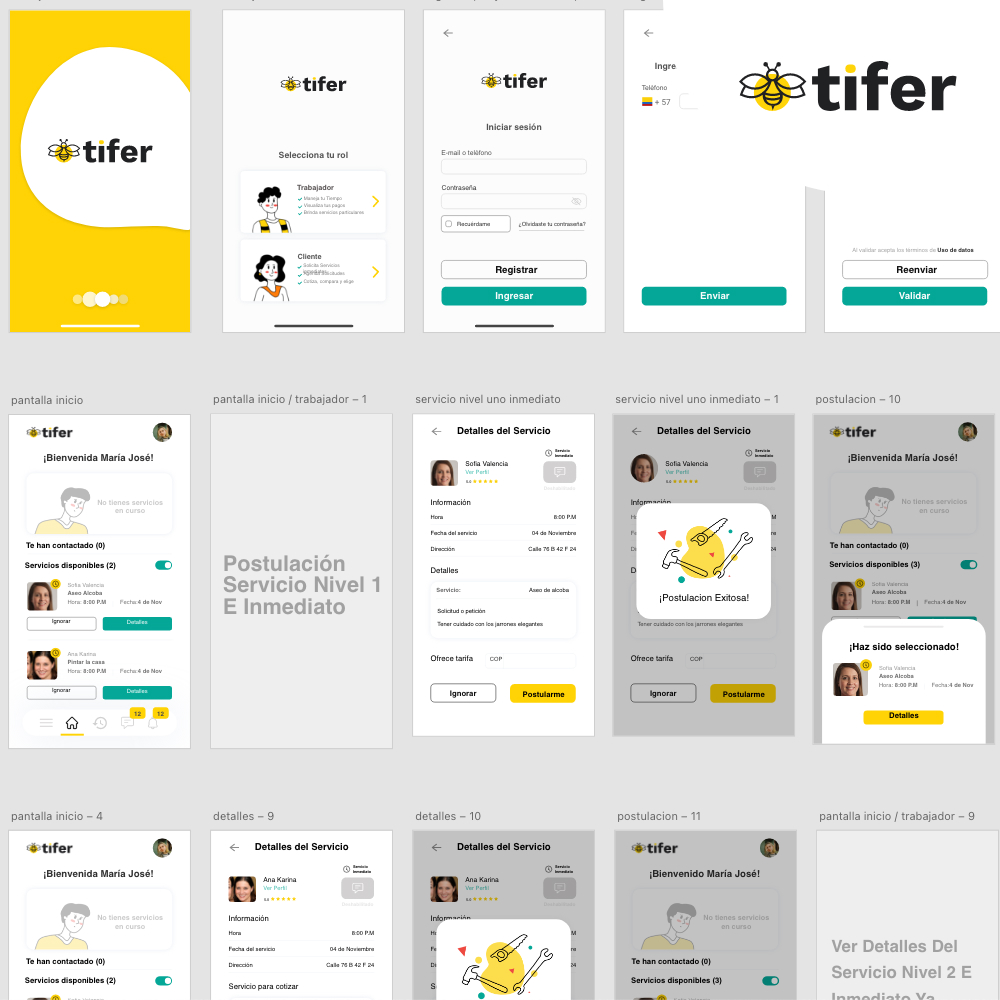 tifer
tifer
Selecciona tu rol
Trabajador
Maneja tu Tiempo
Visualiza tus pagos
Brinda servicios particulares
Cliente
Solicita Servicios
Cotiza, compara y elige
tifer
Iniciar sesión
E-mail o teléfono
Contraseña
Recuérdame
¿Olvidaste tu contraseña?
Registrar
Ingresar
Ingre
Teléfono
+ 57
Enviar
tifer
Al validar acepta los términos de Uso de datos
Reenviar
Validar
pantalla inicio
tifer
¡Bienvenida María José!
No tienes servicios
en curso
Te han contactado (0)
Servicios disponibles (2)
Sofia Valencia
Aseo Alcoba
Hora: 8:00 P.M Fecha:4 de Nov
Ignorar Detalles
Ana Karina
Pintar la casa
Hora: 8:00 P.M Fecha:4 de Nov
Ignorar Detalles
12 12
pantalla inicio / trabajador – 1
Postulación
Servicio Nivel 1
E Inmediato
servicio nivel uno inmediato
Detalles del Servicio
Servicio
Inmediato
Sofia Valencia
Ver Perfil
Información
Hora 8:00 P.M
Fecha del servicio 04 de Noviembre
Dirección Calle 76 B 42 F 24
Detalles
Servicio: Aseo de alcoba
Solicitud o petición
Tener cuidado con los jarrones elegantes
Ofrece tarifa COP
Ignorar Postularme
servicio nivel uno inmediato – 1
Detalles del Servicio
Servicio
Inmediato
Sofia Valencia
Ver Perfil
Información
¡Postulacion Exitosa!
Tener cuidado con los jarrones elegantes
Ofrece tarifa COP
Ignorar Postularme
postulacion – 10
tifer
¡Bienvenida María José!
No tienes servicios
en curso
Te han contactado (0)
Servicios disponibles (3)
Sofia Valencia
Aseo Alcoba
Hora: 8:00 P.M | Fecha:4 de Nov
¡Haz sido seleccionado!
Sofia Valencia
Aseo Alcoba
Hora: 8:00 P.M Fecha:4 de Nov
Detalles
pantalla inicio – 4
tifer
¡Bienvenida María José!
No tienes servicios
en curso
Te han contactado (0)
Servicios disponibles (2)
detalles – 9
Detalles del Servicio
Servicio
Inmediato
Ana Karina
Ver Perfil
Información
Hora 8:00 P.M
Fecha del servicio 04 de Noviembre
Dirección Calle 76 B 42 F 24
Servicio para cotizar
detalles – 10
Detalles del Servicio
Servicio
Inmediato
Ana Karina
Ver Perfil
Información
postulacion – 11
tifer
¡Bienvenido María José!
No tienes servicios
en curso
Te han contactado (0)
Servicios disponibles (3)
pantalla inicio / trabajador – 9
Ver Detalles Del
Servicio Nivel 2 E
Inmediato Ya